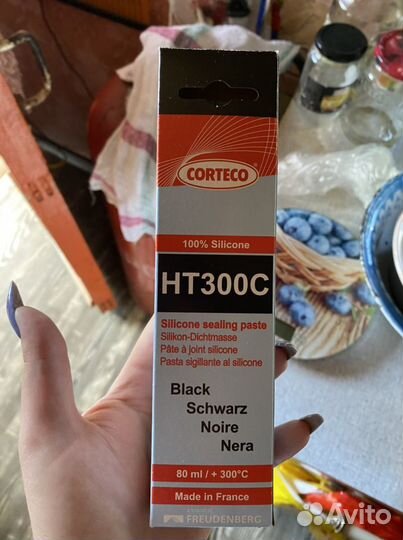 CORTECO
100% Silicone
HT300C
Silicone sealing paste
Silikon-Dichtmasse
Pâte à joint silicone
Pasta sigillante al silicone
Black
Schwarz
Noire
Nera
80 ml / + 300°C
Made in France
FREUDENBERG
Avito